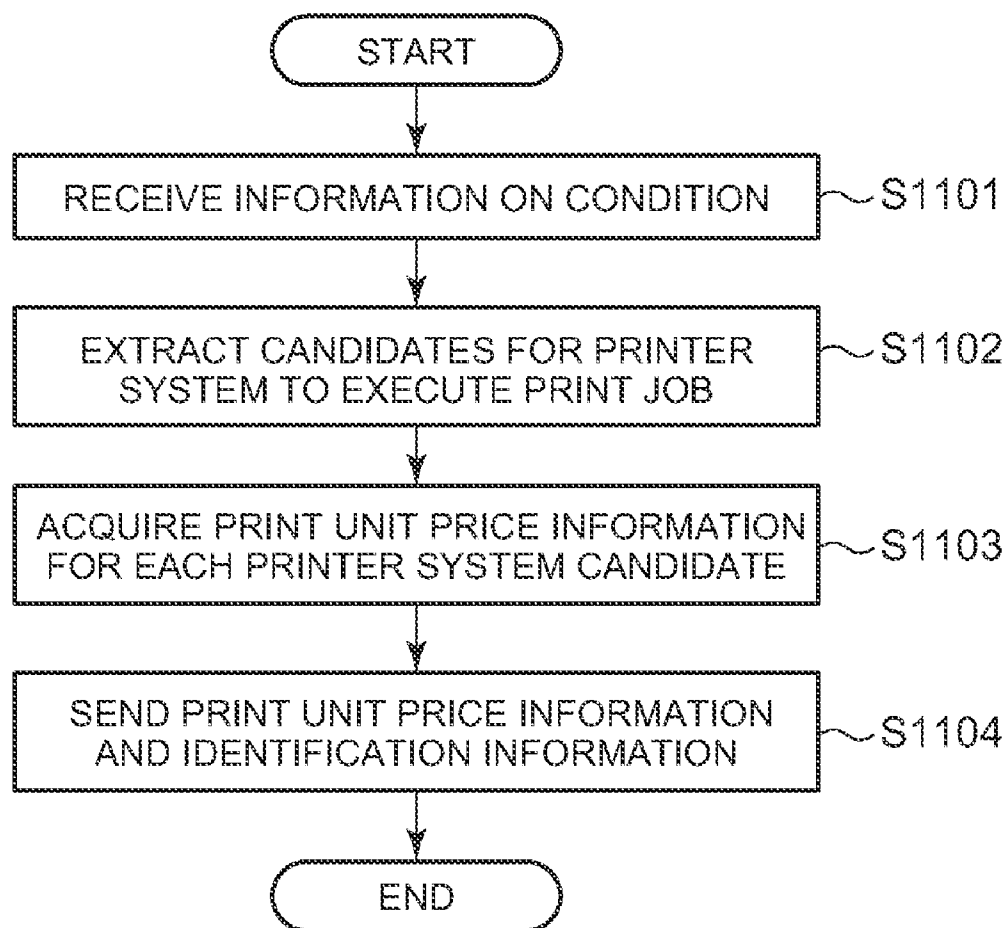 START
RECEIVE INFORMATION ON CONDITION
S1101
EXTRACT CANDIDATES FOR PRINTER
SYSTEM TO EXECUTE PRINT JOB
S1102
ACQUIRE PRINT UNIT PRICE INFORMATION
FOR EACH PRINTER SYSTEM CANDIDATE
S1103
SEND PRINT UNIT PRICE INFORMATION
AND IDENTIFICATION INFORMATION
S1104
END